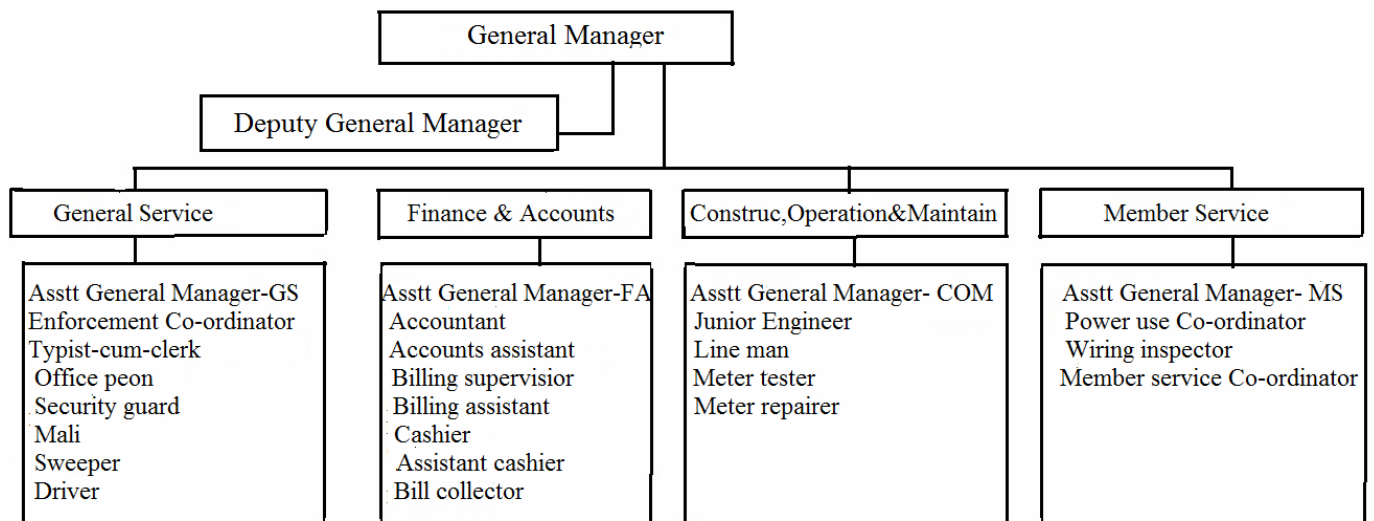 General Manager
Deputy General Manager
General Service
Finance & Accounts
Construc,Operation&Maintain
Member Service
Asstt General Manager-GS
Enforcement Co-ordinator
Typist-cum-clerk
Office peon
Security guard
Mali
Sweeper
Driver
Asstt General Manager-FA
Accountant
Accounts assistant
Billing supervisior
Billing assistant
Cashier
Assistant cashier
Bill collector
Asstt General Manager- COM
Junior Engineer
Line man
Meter tester
Meter repairer
Asstt General Manager- MS
Power use Co-ordinator
Wiring inspector
Member service Co-ordinator